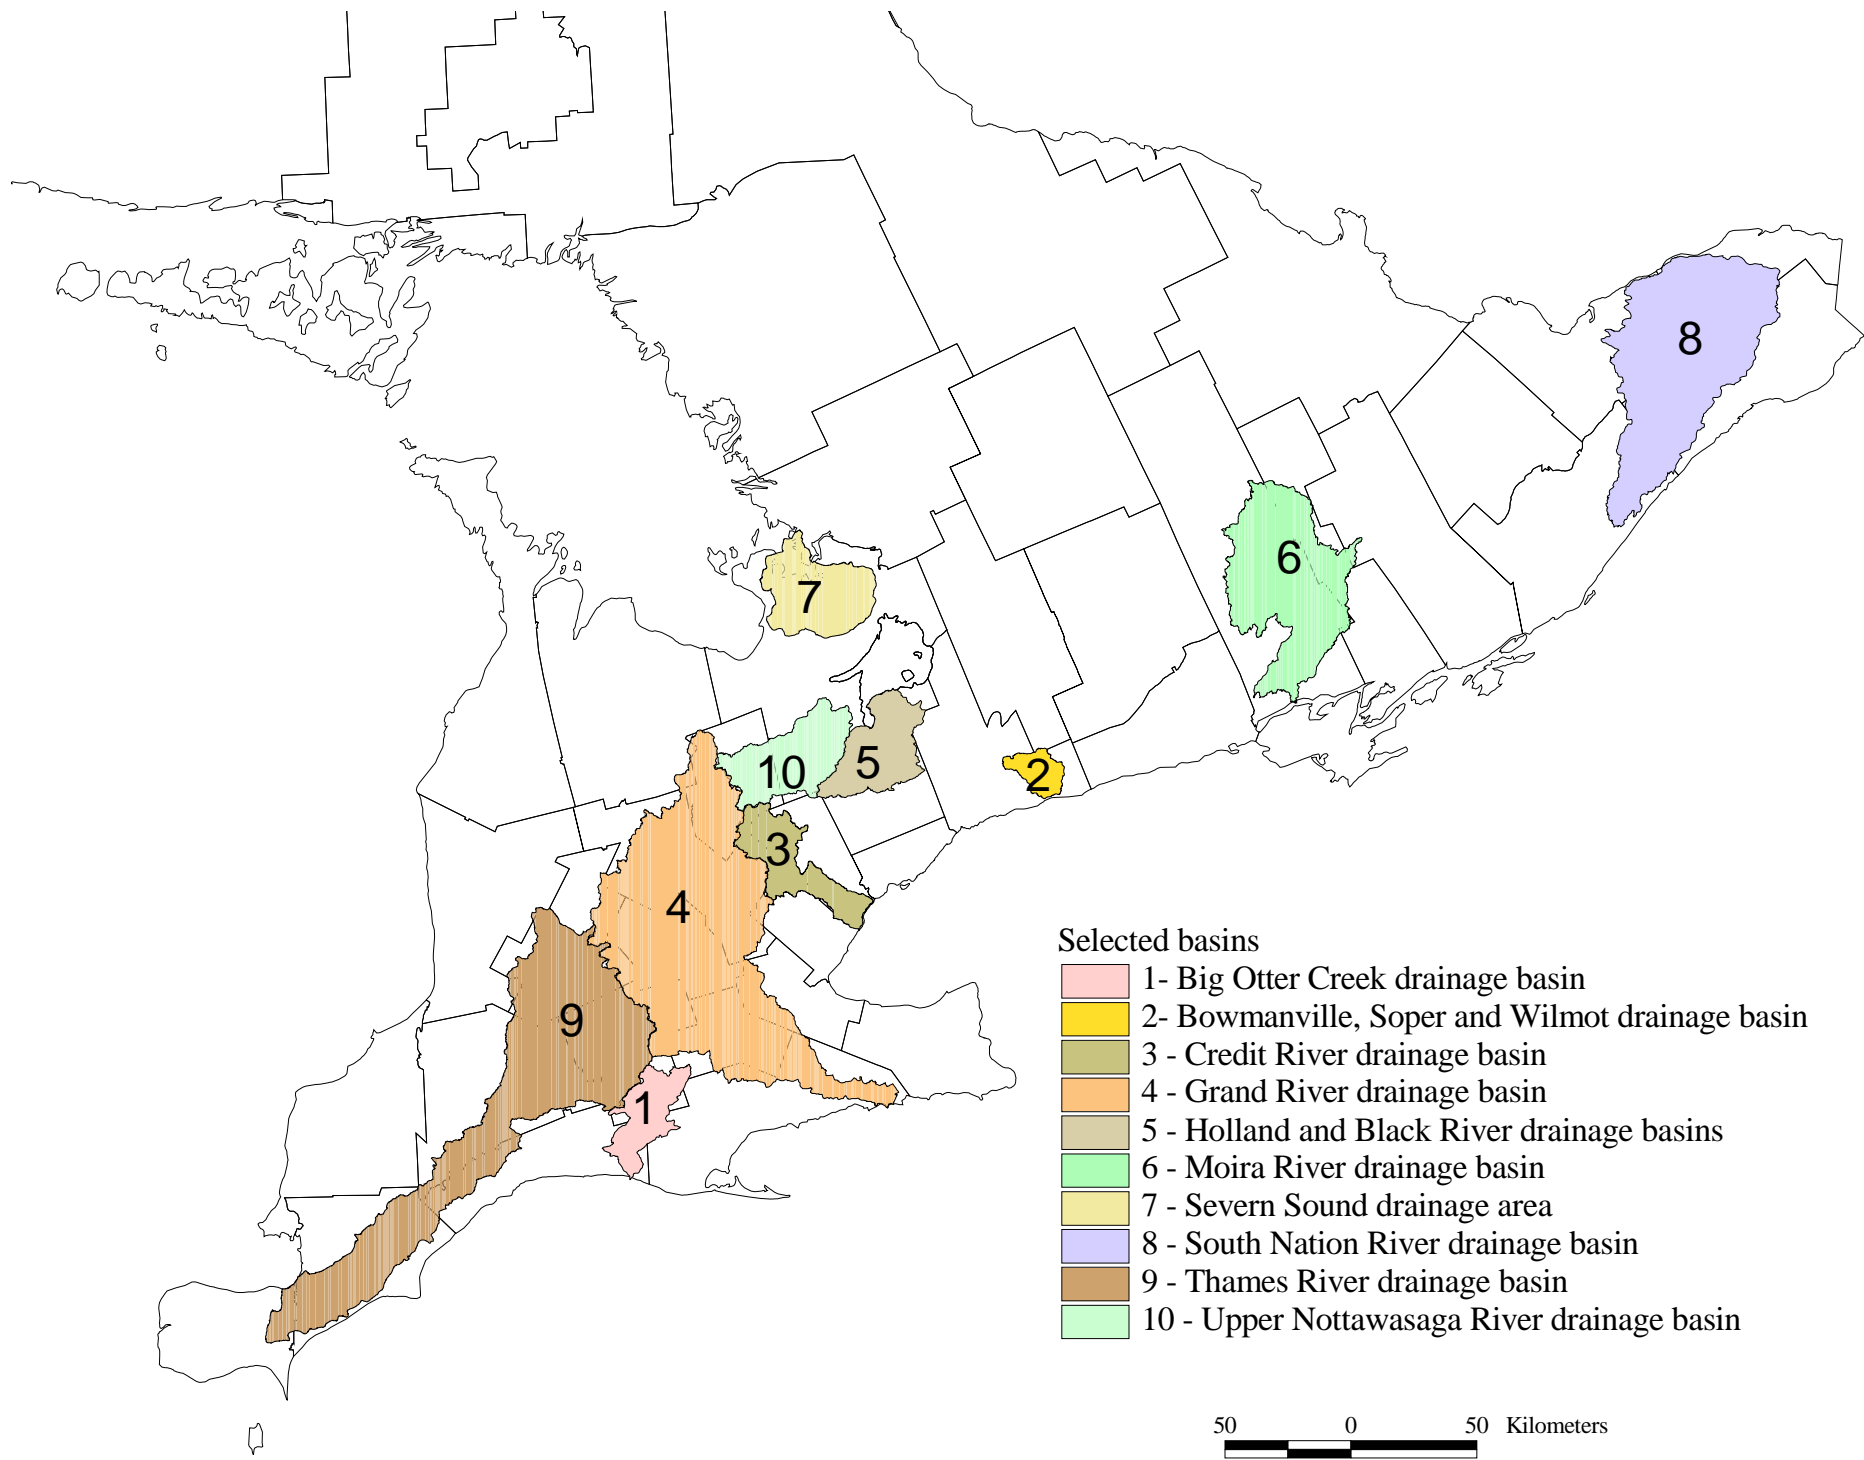 8
6
7
10
5
2
3
4
9
1
Selected basins
1- Big Otter Creek drainage basin
2- Bowmanville, Soper and Wilmot drainage basin
3 - Credit River drainage basin
4 - Grand River drainage basin
5 - Holland and Black River drainage basins
6 - Moira River drainage basin
7 - Severn Sound drainage area
8 - South Nation River drainage basin
9 - Thames River drainage basin
10 - Upper Nottawasaga River drainage basin
50 0 50 Kilometers